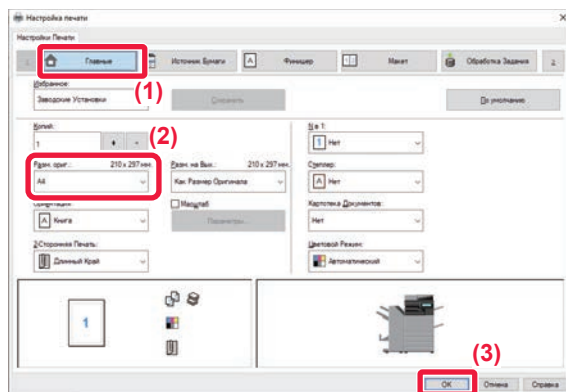 Настройка печати
Настройки Печати
Главные
Источник Бумаги
Финишер
Макет
Обработка Задания
(1)
Избранное:
Заводские Установки
Сохранить
По умолчанию
Копий:
1
(2)
N в 1:
Нет
Разм. ориг.:
210 x 297 мм.
Разм. на Вых.:
210 x 297 мм.
Степлер:
A4
Как Размер Оригинала
Нет
Ориентация:
Масштаб
Картотека Документов:
Книга
Параметры...
Нет
2-Сторонняя Печать:
Цветовой Режим:
Длинный Край
Автоматический
1
(3)
OK
Отмена
Справка